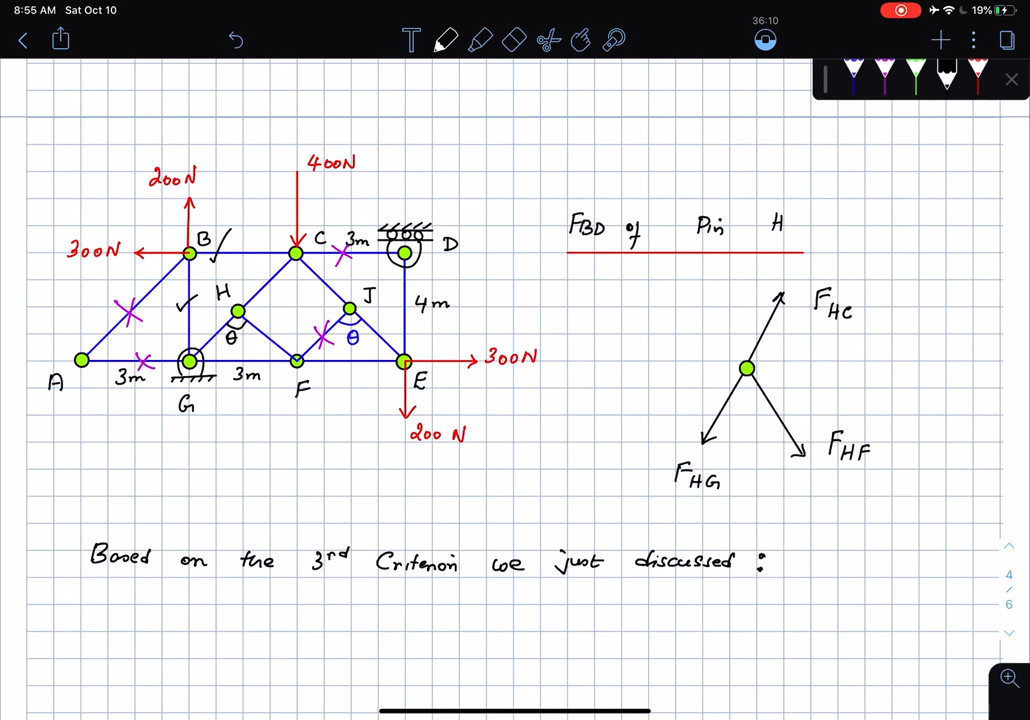 8:55 AM Sat Oct 10
36:10
19%
T
400N
200N
300N
B
C
3m
D
H
J
4m
θ
θ
300N
A
3m
G
3m
F
E
200 N
FBD of Pin H
FHC
FHF
FHG
Based on the 3rd Criterion we just discussed :
4
/
6